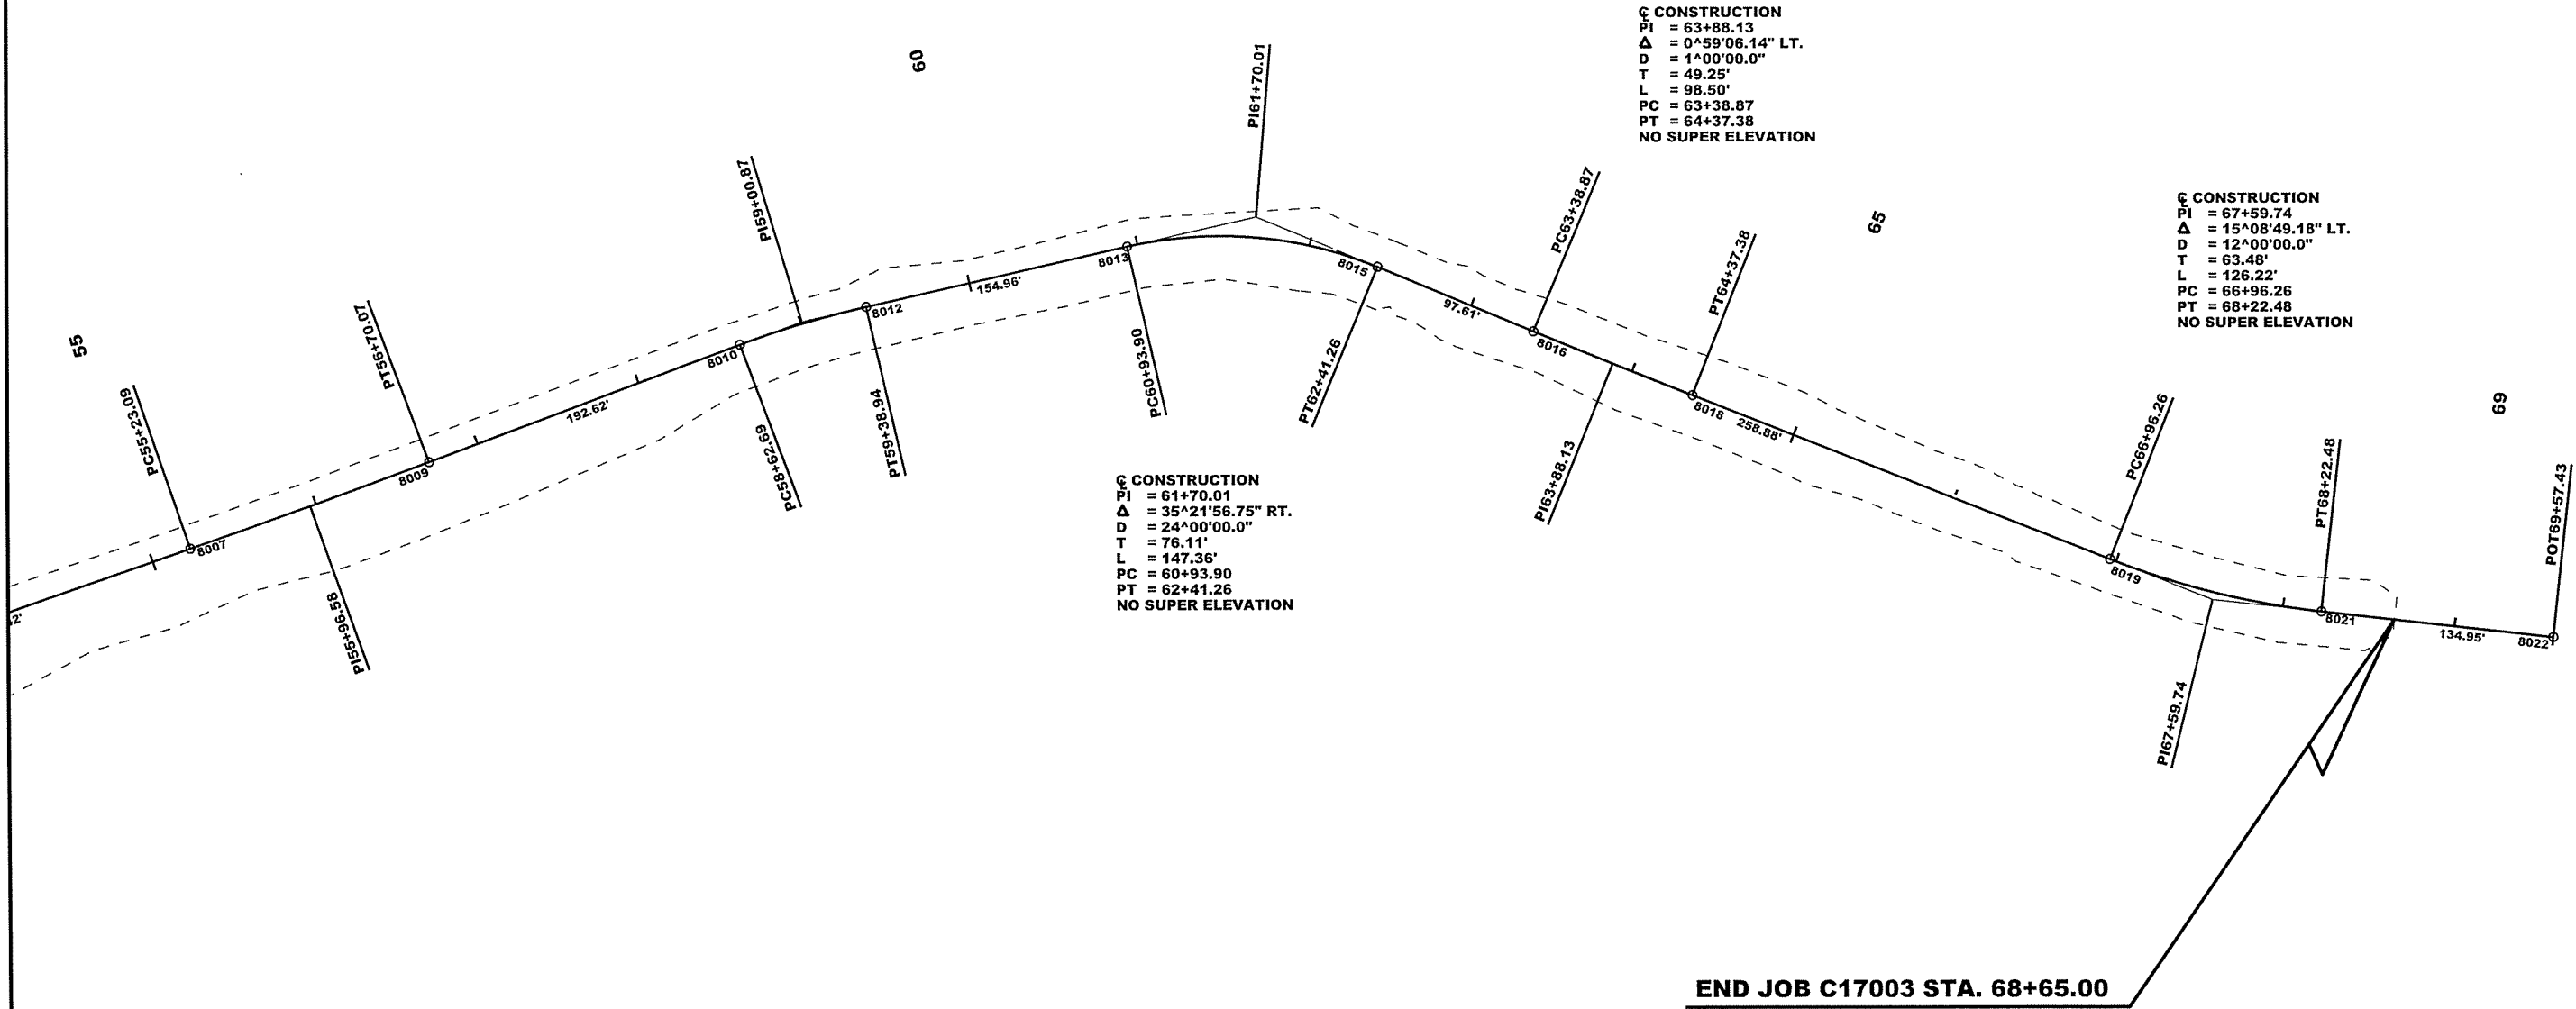 ℄ CONSTRUCTION
PI = 63+88.13
Δ = 0^59'06.14" LT.
D = 1^00'00.0"
T = 49.25'
L = 98.50'
PC = 63+38.87
PT = 64+37.38
NO SUPER ELEVATION
℄ CONSTRUCTION
PI = 67+59.74
Δ = 15^08'49.18" LT.
D = 12^00'00.0"
T = 63.48'
L = 126.22'
PC = 66+96.26
PT = 68+22.48
NO SUPER ELEVATION
℄ CONSTRUCTION
PI = 61+70.01
Δ = 35^21'56.75" RT.
D = 24^00'00.0"
T = 76.11'
L = 147.36'
PC = 60+93.90
PT = 62+41.26
NO SUPER ELEVATION
55
60
65
69
2'
PC55+23.09
8007
PI55+96.58
PT56+70.07
8009
192.62'
8010
PC58+62.69
PI59+00.87
8012
PT59+38.94
154.96'
8013
PC60+93.90
PI61+70.01
8015
PT62+41.26
97.61'
PC63+38.87
8016
PI63+88.13
PT64+37.38
8018
258.88'
PC66+96.26
8019
PI67+59.74
PT68+22.48
8021
134.95'
8022
POT69+57.43
END JOB C17003 STA. 68+65.00